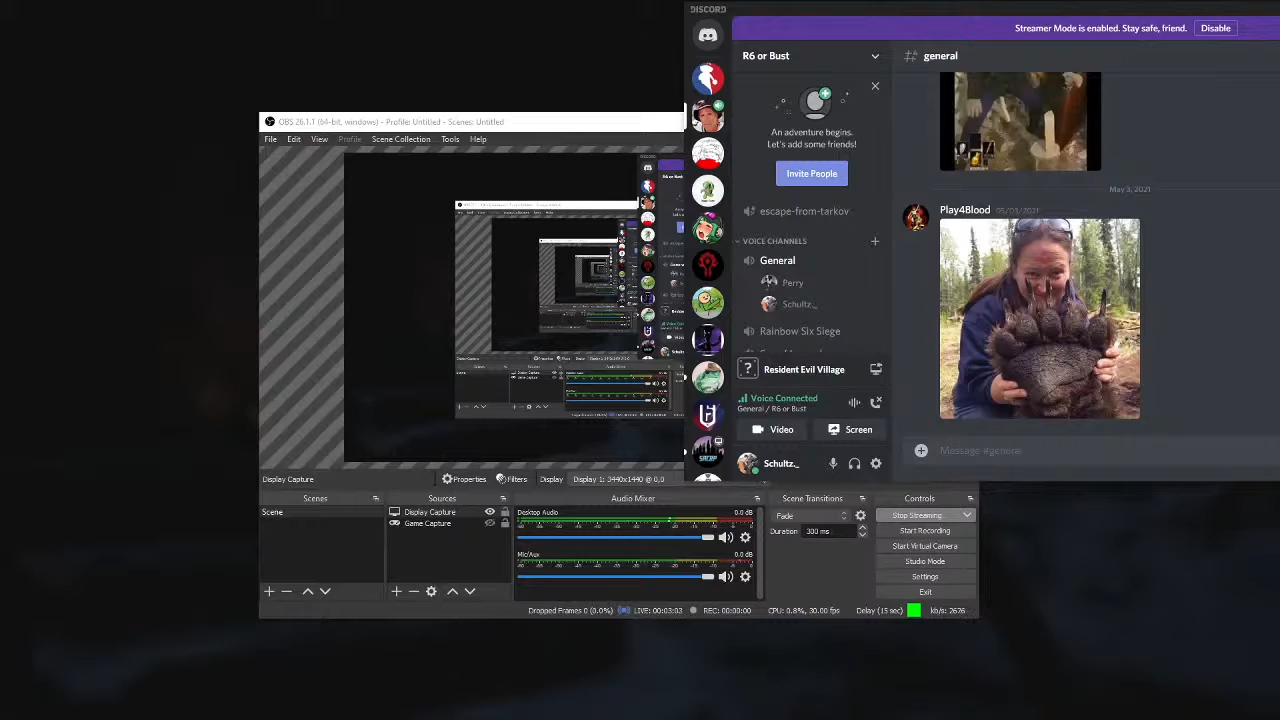 DISCORD
Streamer Mode is enabled. Stay safe, friend.
Disable
R6 or Bust
general
An adventure begins.
Let's add some friends!
Invite People
escape-from-tarkov
VOICE CHANNELS
General
Perry
Schultz._
Rainbow Six Siege
Resident Evil Village
Voice Connected
General / R6 or Bust
Video
Screen
Schultz._
May 3, 2021
Play4Blood 05/03/2021
Message #general
OBS 26.1.1 (64-bit, windows) - Profile: Untitled - Scenes: Untitled
File Edit View Profile Scene Collection Tools Help
Display Capture
Properties
Filters
Display
Display 1: 3440x1440 @ 0,0
Scenes
Scene
Sources
Display Capture
Game Capture
Audio Mixer
Desktop Audio
0.0 dB
Mic/Aux
0.0 dB
Scene Transitions
Fade
Duration 300 ms
Controls
Stop Streaming
Start Recording
Start Virtual Camera
Studio Mode
Settings
Exit
Dropped Frames 0 (0.0%)
LIVE: 00:03:03
REC: 00:00:00
CPU: 0.8%, 30.00 fps
Delay (15 sec)
kb/s: 2676